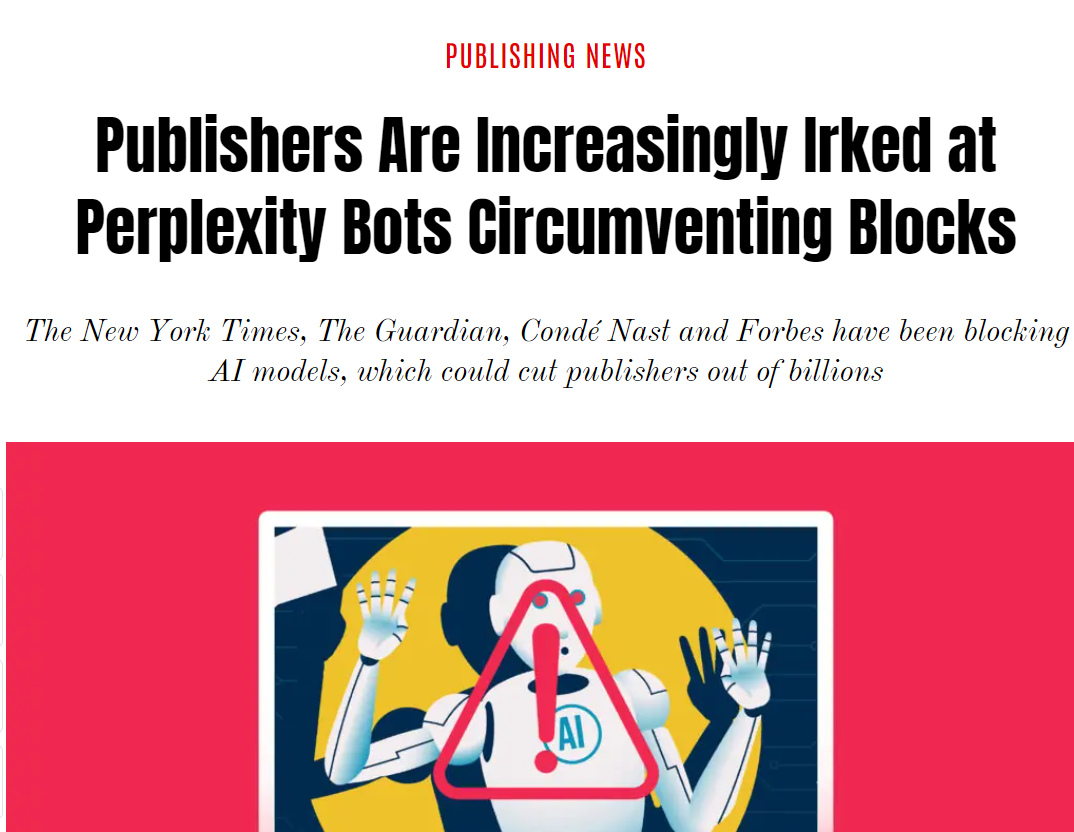 PUBLISHING NEWS
Publishers Are Increasingly Irked at
Perplexity Bots Circumventing Blocks
The New York Times, The Guardian, Condé Nast and Forbes have been blocking
AI models, which could cut publishers out of billions
AI